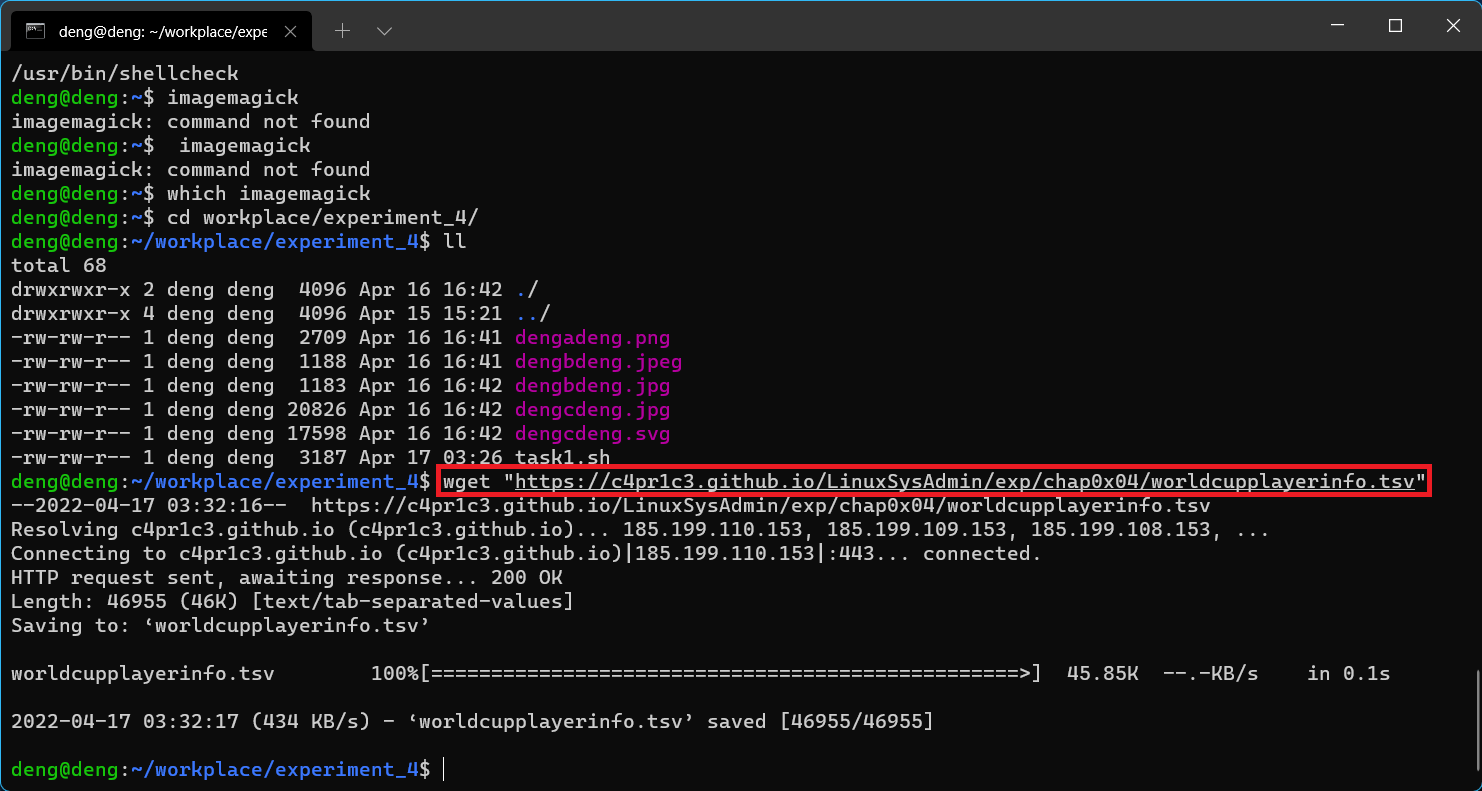 deng@deng: ~/workplace/expe
/usr/bin/shellcheck
deng@deng:~$ imagemagick
imagemagick: command not found
deng@deng:~$  imagemagick
imagemagick: command not found
deng@deng:~$ which imagemagick
deng@deng:~$ cd workplace/experiment_4/
deng@deng:~/workplace/experiment_4$ ll
total 68
drwxrwxr-x 2 deng deng  4096 Apr 16 16:42 ./
drwxrwxr-x 4 deng deng  4096 Apr 15 15:21 ../
-rw-rw-r-- 1 deng deng  2709 Apr 16 16:41 dengadeng.png
-rw-rw-r-- 1 deng deng  1188 Apr 16 16:41 dengbdeng.jpeg
-rw-rw-r-- 1 deng deng  1183 Apr 16 16:42 dengbdeng.jpg
-rw-rw-r-- 1 deng deng 20826 Apr 16 16:42 dengcdeng.jpg
-rw-rw-r-- 1 deng deng 17598 Apr 16 16:42 dengcdeng.svg
-rw-rw-r-- 1 deng deng  3187 Apr 17 03:26 task1.sh
deng@deng:~/workplace/experiment_4$ wget "https://c4pr1c3.github.io/LinuxSysAdmin/exp/chap0x04/worldcupplayerinfo.tsv"
--2022-04-17 03:32:16--  https://c4pr1c3.github.io/LinuxSysAdmin/exp/chap0x04/worldcupplayerinfo.tsv
Resolving c4pr1c3.github.io (c4pr1c3.github.io)... 185.199.110.153, 185.199.109.153, 185.199.108.153, ...
Connecting to c4pr1c3.github.io (c4pr1c3.github.io)|185.199.110.153|:443... connected.
HTTP request sent, awaiting response... 200 OK
Length: 46955 (46K) [text/tab-separated-values]
Saving to: ‘worldcupplayerinfo.tsv’
worldcupplayerinfo.tsv        100%[=================================================>]  45.85K  --.-KB/s    in 0.1s
2022-04-17 03:32:17 (434 KB/s) - ‘worldcupplayerinfo.tsv’ saved [46955/46955]
deng@deng:~/workplace/experiment_4$